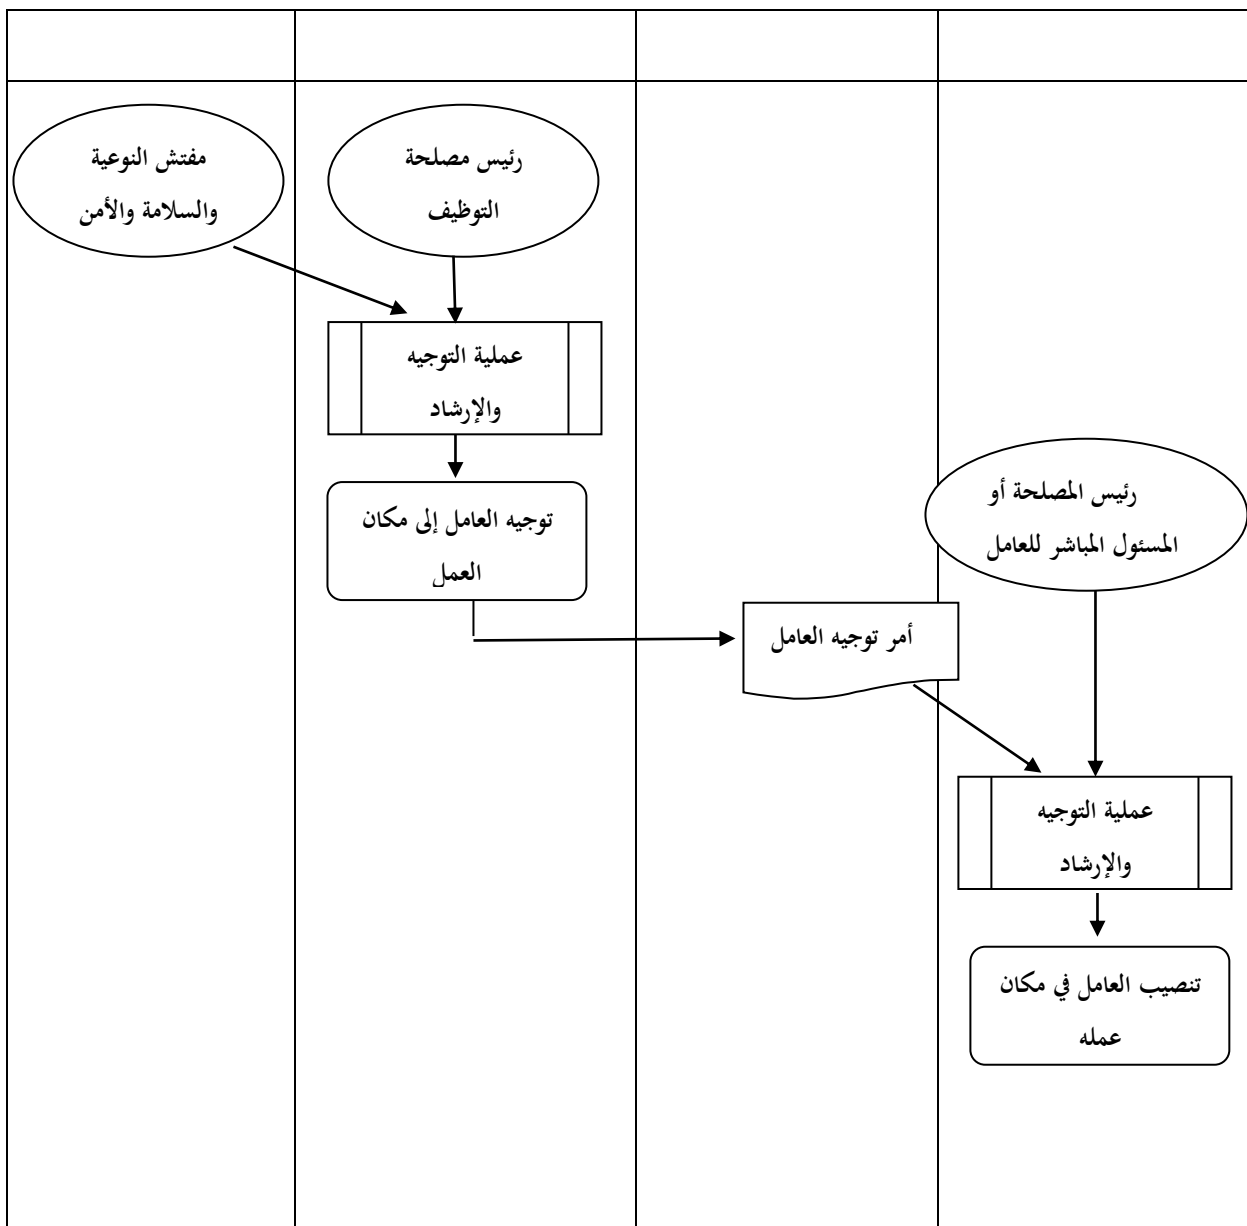 مفتش النوعية
والسلامة والأمن
رئيس مصلحة
التوظيف
عملية التوجيه
والإرشاد
توجيه العامل إلى مكان
العمل
رئيس المصلحة أو
المسئول المباشر للعامل
أمر توجيه العامل
عملية التوجيه
والإرشاد
تنصيب العامل في مكان
عمله